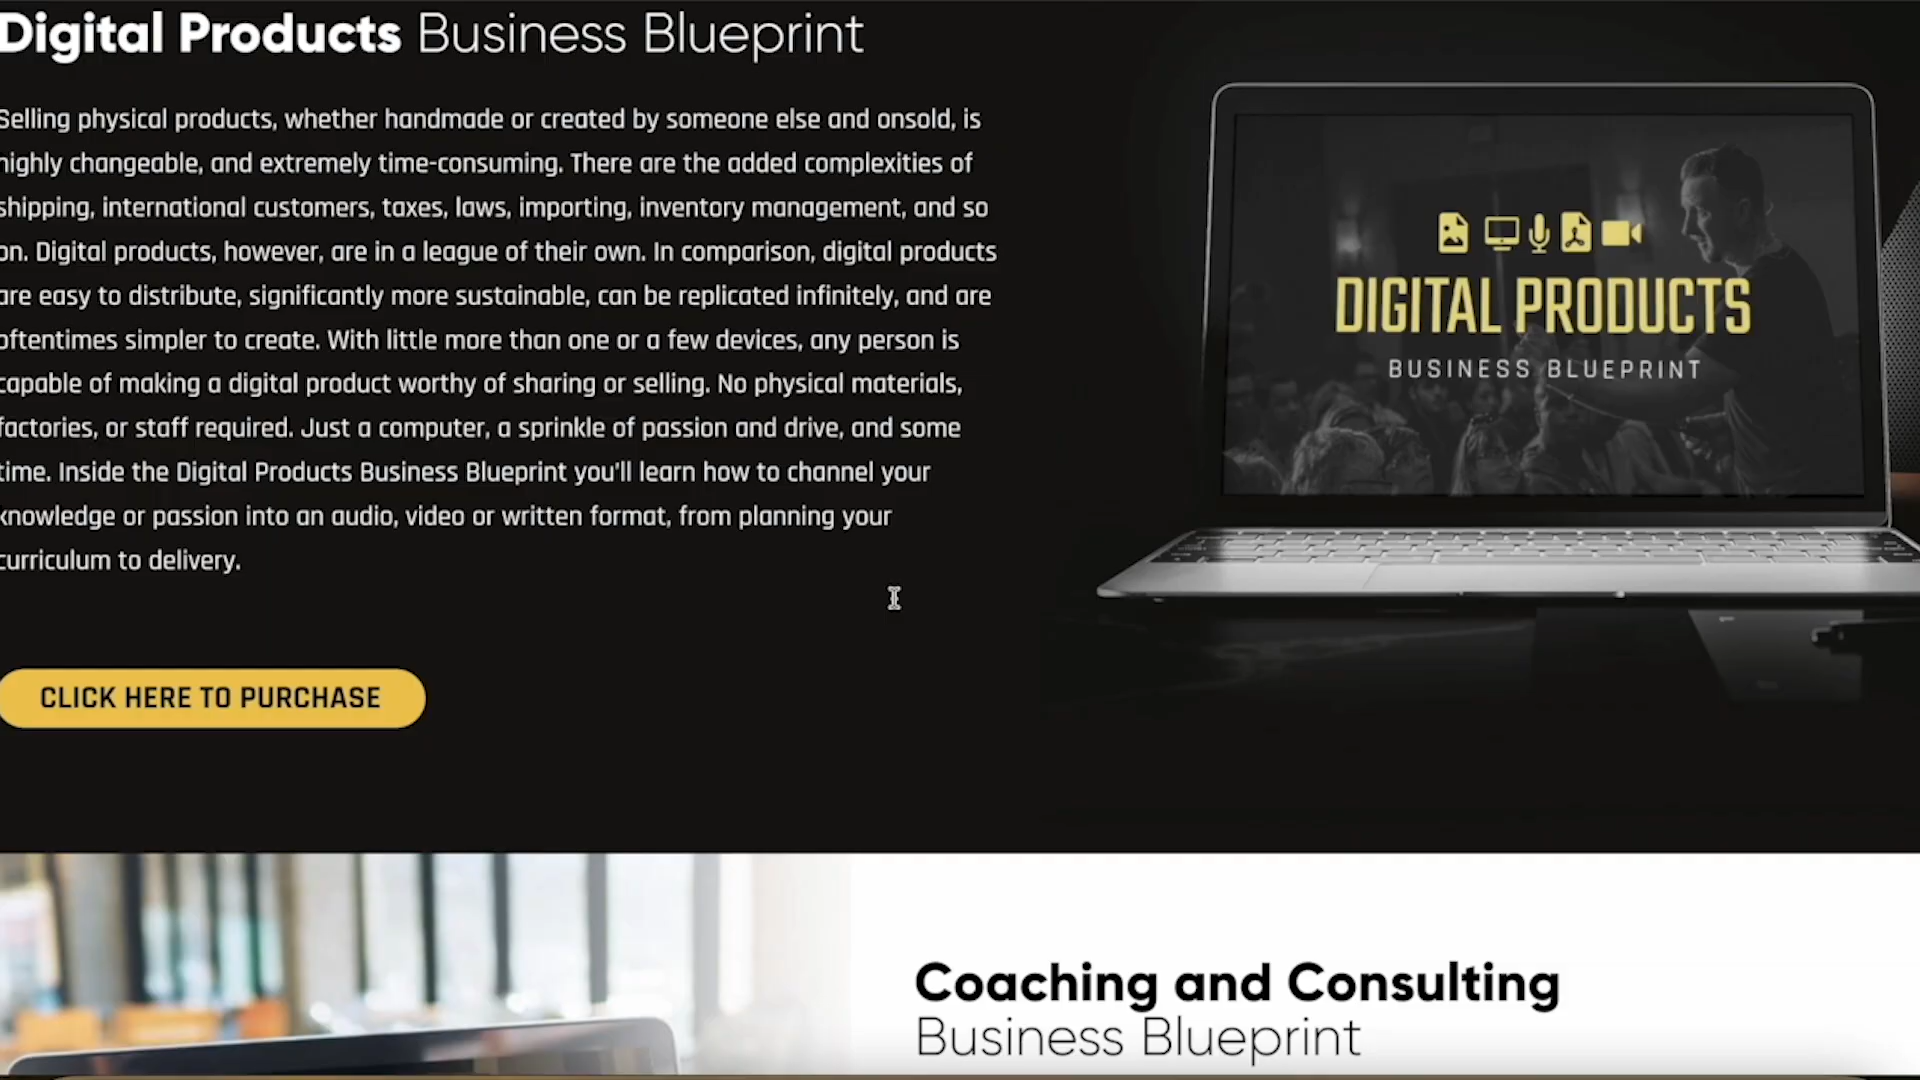 Digital Products Business Blueprint
Selling physical products, whether handmade or created by someone else and onsold, is
highly changeable, and extremely time-consuming. There are the added complexities of
shipping, international customers, taxes, laws, importing, inventory management, and so
on. Digital products, however, are in a league of their own. In comparison, digital products
are easy to distribute, significantly more sustainable, can be replicated infinitely, and are
oftentimes simpler to create. With little more than one or a few devices, any person is
capable of making a digital product worthy of sharing or selling. No physical materials,
factories, or staff required. Just a computer, a sprinkle of passion and drive, and some
time. Inside the Digital Products Business Blueprint you'll learn how to channel your
knowledge or passion into an audio, video or written format, from planning your
curriculum to delivery.
CLICK HERE TO PURCHASE
DIGITAL PRODUCTS
BUSINESS BLUEPRINT
Coaching and Consulting
Business Blueprint